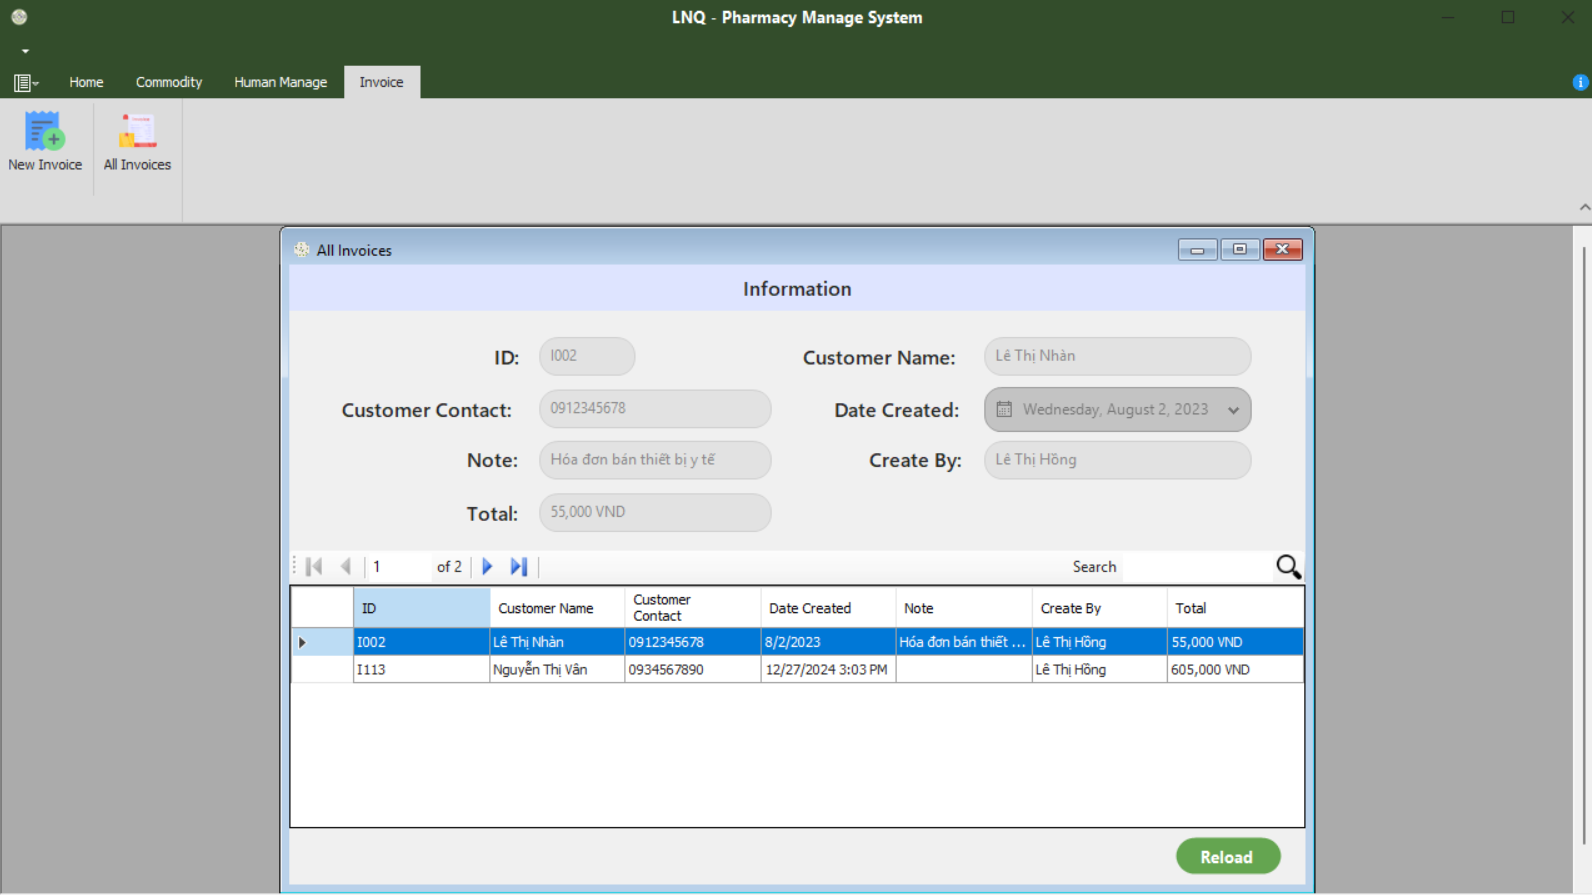 LNQ - Pharmacy Manage System
Home Commodity Human Manage Invoice
New Invoice All Invoices
All Invoices
Information
ID: I002 Customer Name: Lê Thị Nhàn
Customer Contact: 0912345678 Date Created: Wednesday, August 2, 2023
Note: Hóa đơn bán thiết bị y tế Create By: Lê Thị Hồng
Total: 55,000 VND
1 of 2 Search
ID Customer Name Customer Contact Date Created Note Create By Total
I002 Lê Thị Nhàn 0912345678 8/2/2023 Hóa đơn bán thiết ... Lê Thị Hồng 55,000 VND
I113 Nguyễn Thị Vân 0934567890 12/27/2024 3:03 PM Lê Thị Hồng 605,000 VND
Reload